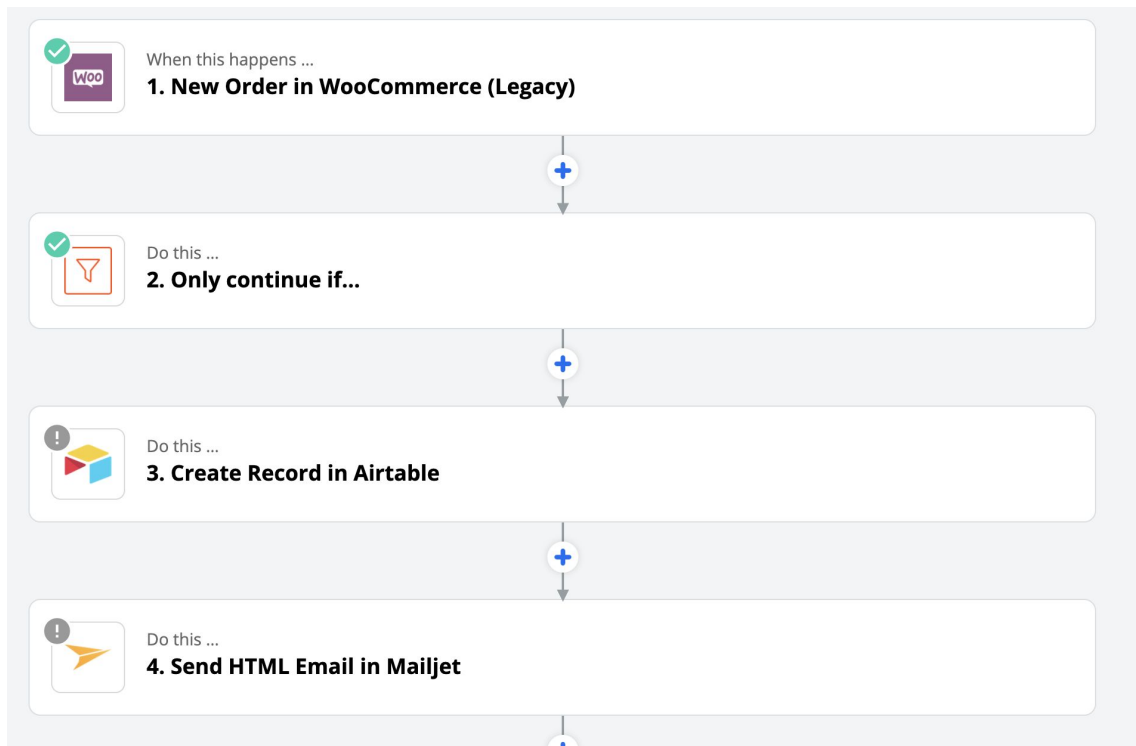 When this happens ...
Woo
1. New Order in WooCommerce (Legacy)
Do this ...
2. Only continue if...
Do this ...
3. Create Record in Airtable
Do this ...
4. Send HTML Email in Mailjet